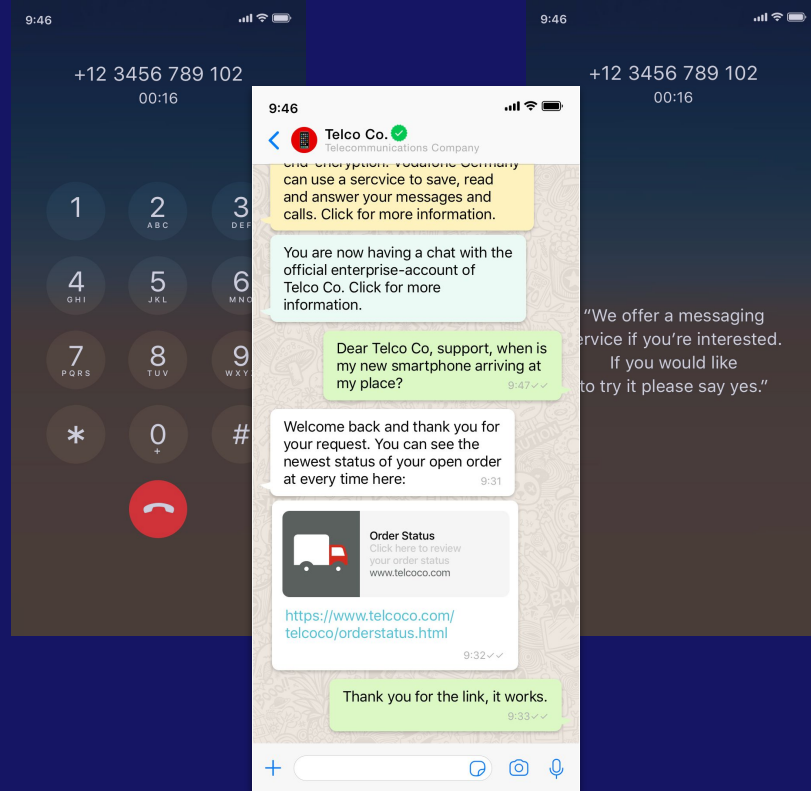 9:46
+12 3456 789 102
00:16
1
2
ABC
3
DEF
4
GHI
5
JKL
6
MNO
7
PQRS
8
TUV
9
WXY
*
0
+
#
9:46
Telco Co.
Telecommunications Company
end-encryption. Vodafone Germany
can use a sercvice to save, read
and answer your messages and
calls. Click for more information.
You are now having a chat with the
official enterprise-account of
Telco Co. Click for more
information.
Dear Telco Co, support, when is
my new smartphone arriving at
my place?
9:47
Welcome back and thank you for
your request. You can see the
newest status of your open order
at every time here:
9:31
Order Status
Click here to review
your order status
www.telcoco.com
https://www.telcoco.com/
telcoco/orderstatus.html
9:32
Thank you for the link, it works.
9:33
9:46
+12 3456 789 102
00:16
“We offer a messaging
ervice if you’re interested.
If you would like
to try it please say yes.”